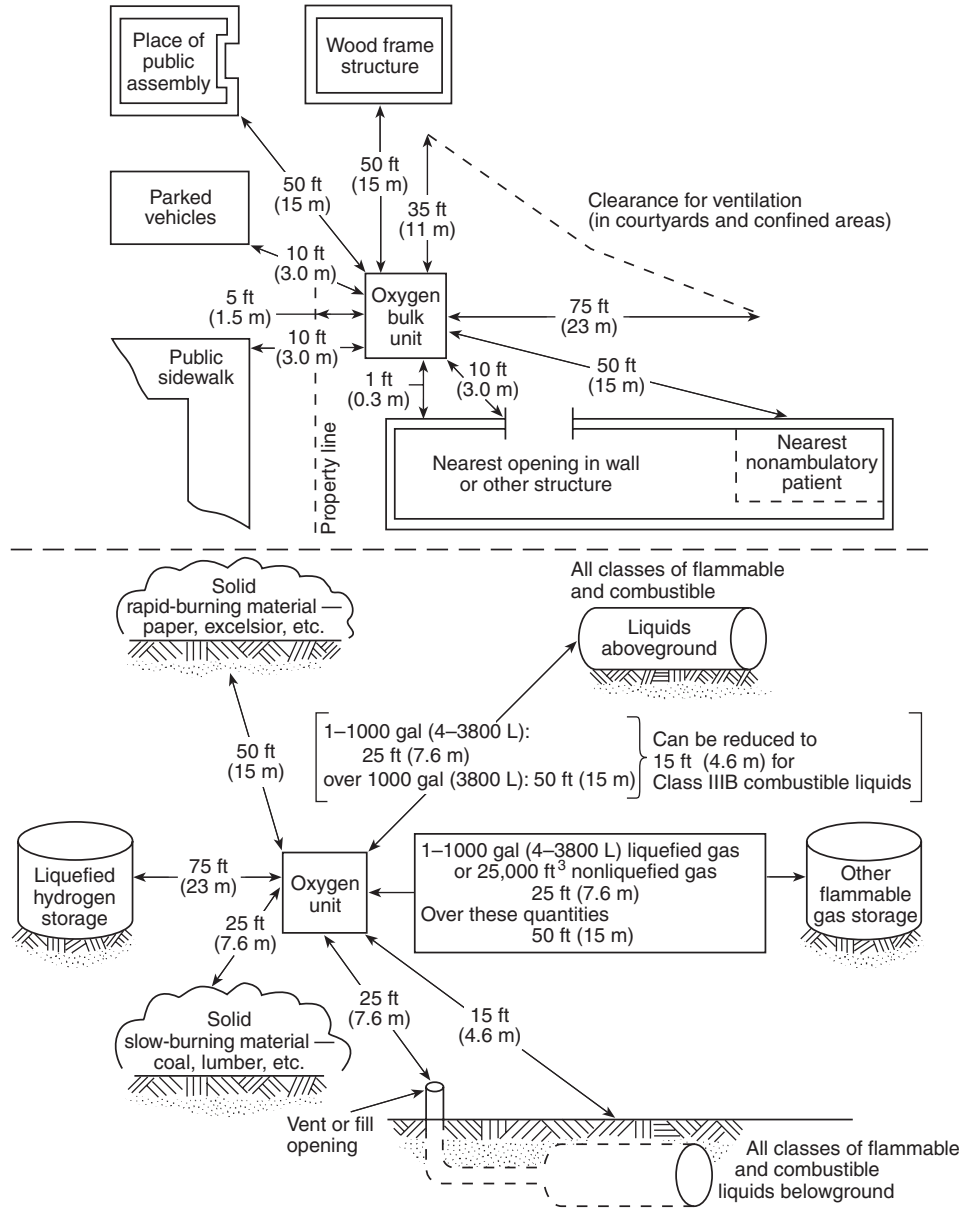 Place of
public
assembly
Wood frame
structure
50 ft
(15 m)
50 ft
(15 m)
35 ft
(11 m)
Clearance for ventilation
(in courtyards and confined areas)
Parked
vehicles
10 ft
(3.0 m)
5 ft
(1.5 m)
Oxygen
bulk
unit
75 ft
(23 m)
Public
sidewalk
10 ft
(3.0 m)
1 ft
(0.3 m)
10 ft
(3.0 m)
50 ft
(15 m)
Property line
Nearest opening in wall
or other structure
Nearest
nonambulatory
patient
Solid
rapid-burning material —
paper, excelsior, etc.
All classes of flammable
and combustible
Liquids
aboveground
50 ft
(15 m)
1–1000 gal (4–3800 L):
25 ft (7.6 m)
over 1000 gal (3800 L): 50 ft (15 m)
Can be reduced to
15 ft (4.6 m) for
Class IIIB combustible liquids
Liquefied
hydrogen
storage
75 ft
(23 m)
Oxygen
unit
1–1000 gal (4–3800 L) liquefied gas
or 25,000 ft³ nonliquefied gas
25 ft (7.6 m)
Over these quantities
50 ft (15 m)
Other
flammable
gas storage
25 ft
(7.6 m)
Solid
slow-burning material —
coal, lumber, etc.
25 ft
(7.6 m)
15 ft
(4.6 m)
Vent or fill
opening
All classes of flammable
and combustible
liquids belowground